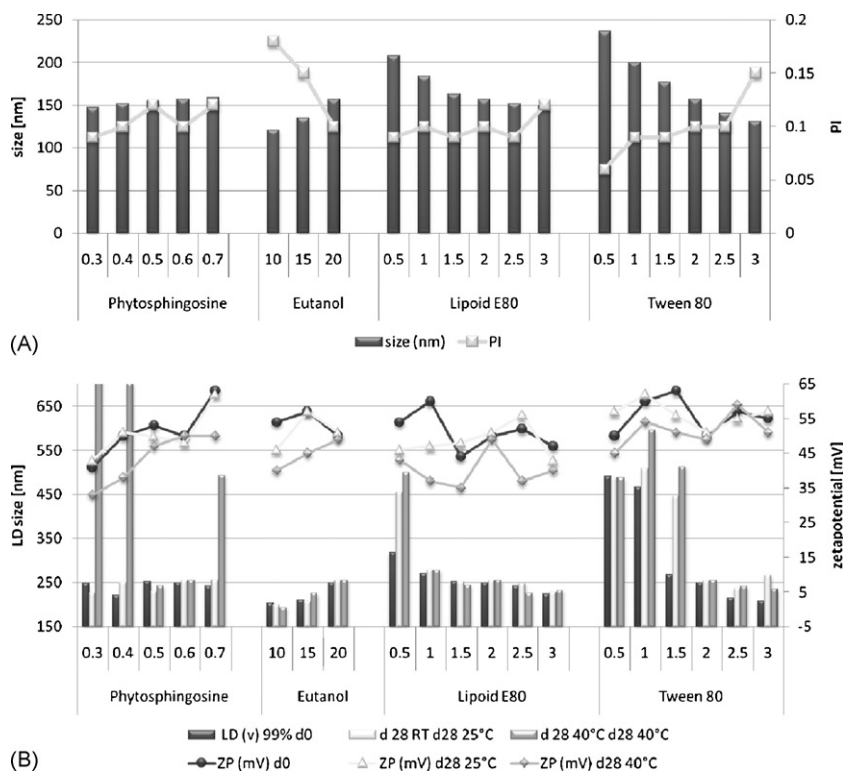 250
200
150
100
50
0
size [nm]
0.2
0.15
0.1
0.05
0
PI
0.3 0.4 0.5 0.6 0.7 10 15 20 0.5 1 1.5 2 2.5 3 0.5 1 1.5 2 2.5 3
Phytosphingosine Eutanol Lipoid E80 Tween 80
(A)
size (nm) PI
650
550
450
350
250
150
LD size [nm]
65
55
45
35
25
15
5
-5
zetapotential [mV]
0.3 0.4 0.5 0.6 0.7 10 15 20 0.5 1 1.5 2 2.5 3 0.5 1 1.5 2 2.5 3
Phytosphingosine Eutanol Lipoid E80 Tween 80
LD (v) 99% d0 d 28 RT d28 25°C d 28 40°C d28 40°C
ZP (mV) d0 ZP (mV) d28 25°C ZP (mV) d28 40°C
(B)